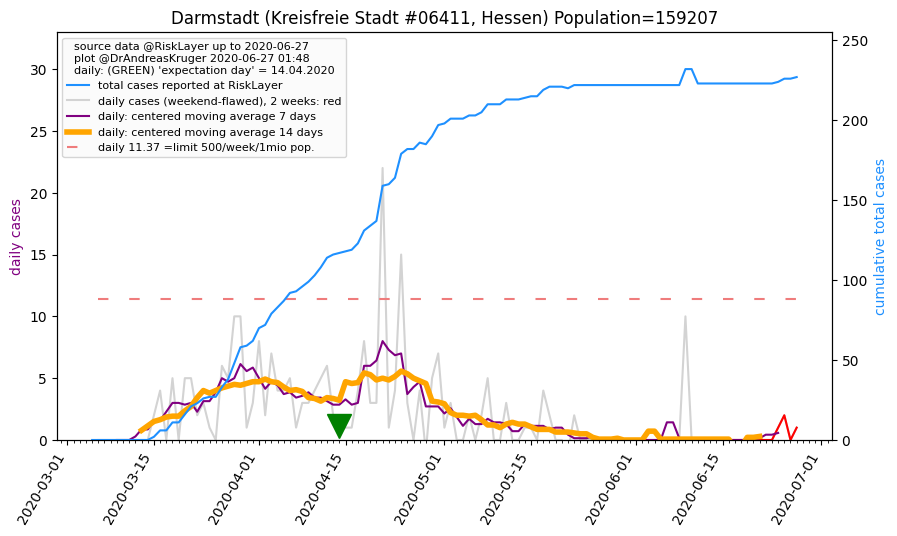 Darmstadt (Kreisfreie Stadt #06411, Hessen) Population=159207
source data @RiskLayer up to 2020-06-27
plot @DrAndreasKruger 2020-06-27 01:48
daily: (GREEN) 'expectation day' = 14.04.2020
total cases reported at RiskLayer
daily cases (weekend-flawed), 2 weeks: red
daily: centered moving average 7 days
daily: centered moving average 14 days
daily 11.37 =limit 500/week/1mio pop.
daily cases
30
25
20
15
10
5
0
cumulative total cases
250
200
150
100
50
0
2020-03-01
2020-03-15
2020-04-01
2020-04-15
2020-05-01
2020-05-15
2020-06-01
2020-06-15
2020-07-01